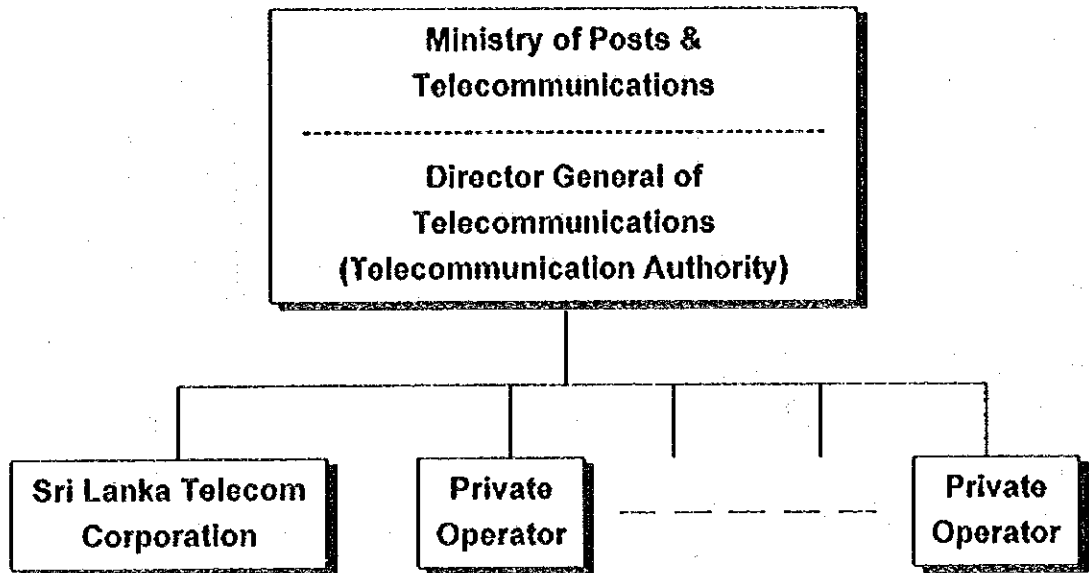 Ministry of Posts &
Telecommunications
Director General of
Telecommunications
(Telecommunication Authority)
Sri Lanka Telecom
Corporation
Private
Operator
Private
Operator